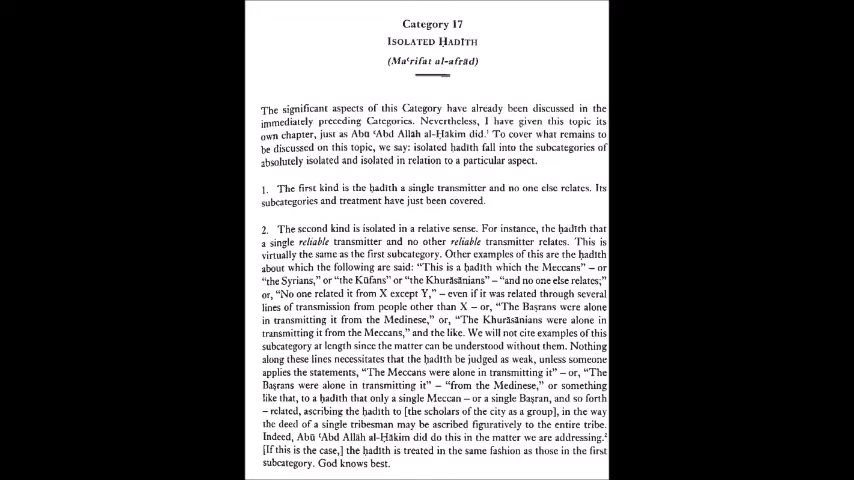 Category 17
ISOLATED ḤADĪTH
(Maʿrifat al-afrād)
The significant aspects of this Category have already been discussed in the
immediately preceding Categories. Nevertheless, I have given this topic its
own chapter, just as Abū ʿAbd Allāh al-Ḥākim did.¹ To cover what remains to
be discussed on this topic, we say: isolated ḥadīth fall into the subcategories of
absolutely isolated and isolated in relation to a particular aspect.
1. The first kind is the ḥadīth a single transmitter and no one else relates. Its
subcategories and treatment have just been covered.
2. The second kind is isolated in a relative sense. For instance, the ḥadīth that
a single reliable transmitter and no other reliable transmitter relates. This is
virtually the same as the first subcategory. Other examples of this are the ḥadīth
about which the following are said: “This is a ḥadīth which the Meccans” – or
“the Syrians,” or “the Kūfans” or “the Khurāsānians” – “and no one else relates;”
or, “No one related it from X except Y,” – even if it was related through several
lines of transmission from people other than X – or, “The Baṣrans were alone
in transmitting it from the Medinese,” or, “The Khurāsānians were alone in
transmitting it from the Meccans,” and the like. We will not cite examples of this
subcategory at length since the matter can be understood without them. Nothing
along these lines necessitates that the ḥadīth be judged as weak, unless someone
applies the statements, “The Meccans were alone in transmitting it” – or, “The
Baṣrans were alone in transmitting it” – “from the Medinese,” or something
like that, to a ḥadīth that only a single Meccan – or a single Baṣran, and so forth
– related, ascribing the ḥadīth to [the scholars of the city as a group], in the way
the deed of a single tribesman may be ascribed figuratively to the entire tribe.
Indeed, Abū ʿAbd Allāh al-Ḥākim did do this in the matter we are addressing.²
[If this is the case,] the ḥadīth is treated in the same fashion as those in the first
subcategory. God knows best.